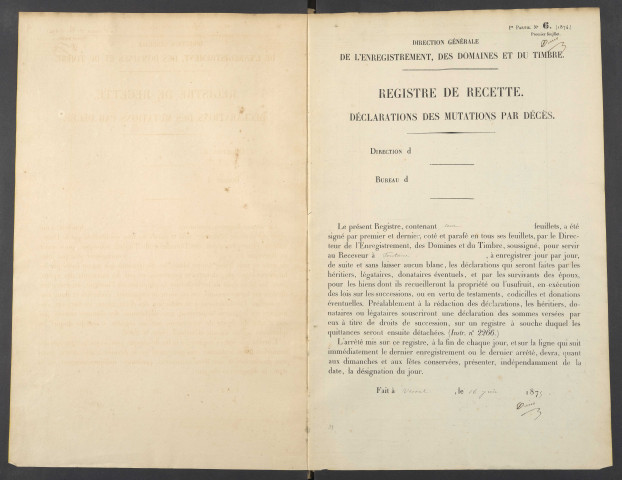 Iʳᵉ Partie. N° 6. (1874)
Première feuillet.
DIRECTION GÉNÉRALE
DE L'ENREGISTREMENT, DES DOMAINES ET DU TIMBRE.
REGISTRE DE RECETTE.
DÉCLARATIONS DES MUTATIONS PAR DÉCÈS.
DIRECTION d
BUREAU d
Le présent Registre, contenant feuillets, a été
signé par premier et dernier, coté et parafé en tous ses feuillets, par le Direc-
teur de l'Enregistrement, des Domines et du Timbre, soussigné, pour servir
au Receveur à , à enregistrer jour par jour,
de suite et sans laisser aucun blanc, les déclarations qui seront faites par les
héritiers, légataires, donataires éventuels, et par les survivants des époux,
pour les biens dont ils recueilleront la propriété ou l'usufruit, en exécution
des lois sur les successions, ou en vertu de testaments, codicilles et donations
éventuelles. Préalablement à la rédaction des déclarations, les héritiers, do-
nataires ou légataires souscriront une déclaration des sommes versées par
eux à titre de droits de succession, sur un registre à souche duquel les
quittances seront ensuite détachées. (Instr. n° 2266.)
L'arrêté mis sur ce registre, à la fin de chaque jour, et sur la ligne qui suit
immédiatement le dernier enregistrement ou le dernier arrêté, devra, quant
aux dimanches et aux fêtes conservées, présenter, indépendamment de la
date, la désignation du jour.
Fait à , le 16 187